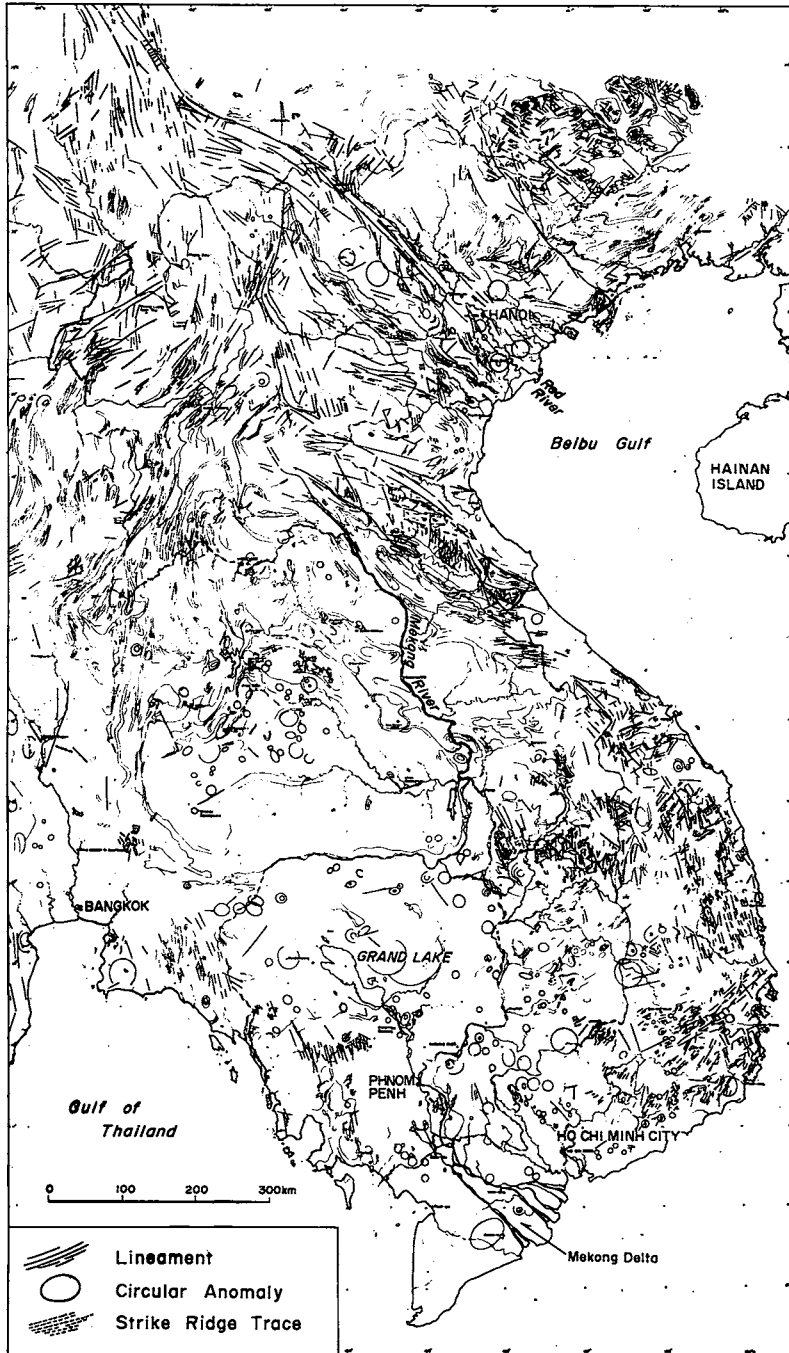 HANOI
Red
River
Beibu Gulf
HAINAN
ISLAND
Mekong
River
BANGKOK
GRAND LAKE
PHNOM
PENH
Gulf of
Thailand
HO CHI MINH CITY
0 100 200 300km
Mekong Delta
Lineament
Circular Anomaly
Strike Ridge Trace